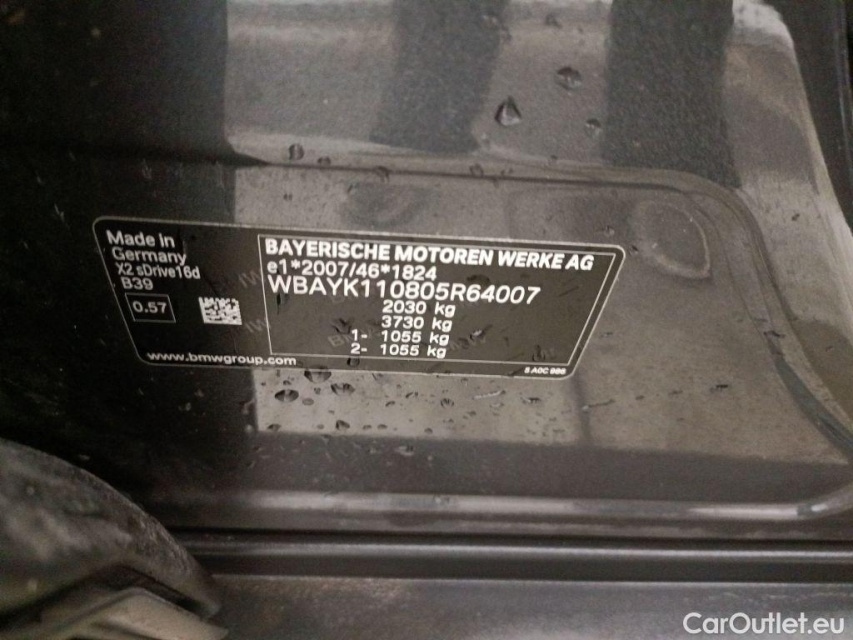 Made in
Germany
X2 sDrive16d
B39
0.57
www.bmwgroup.com
BAYERISCHE MOTOREN WERKE AG
e1*2007/46*1824
WBAYK110805R64007
2030 kg
3730 kg
1- 1055 kg
2- 1055 kg
CarOutlet.eu